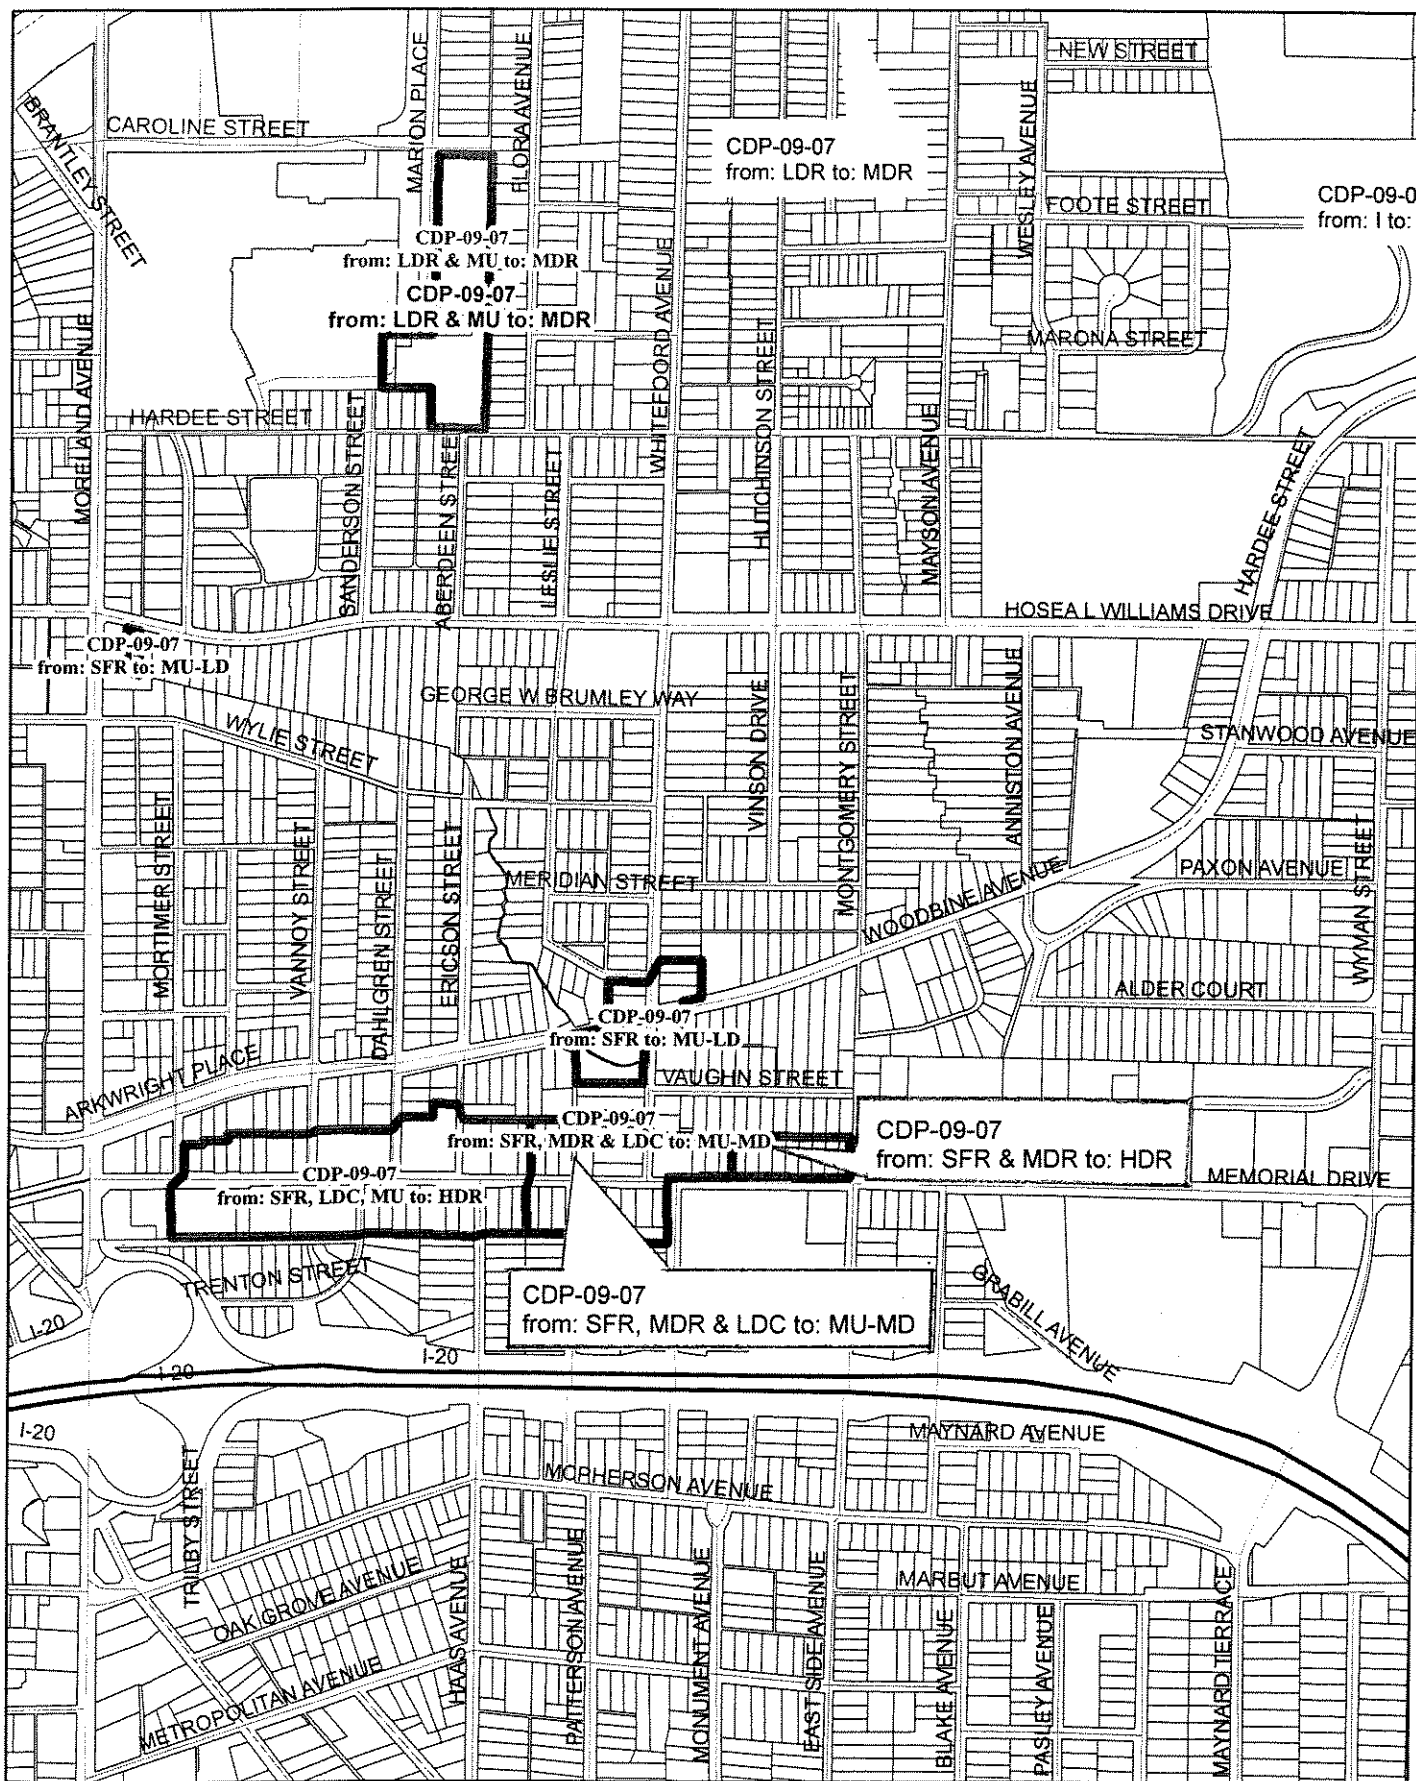 NEW STREET
MARION PLACE
FLORA AVENUE
BRANTLEY STREET
CAROLINE STREET
WESLEY AVENUE
CDP-09-07
from: LDR to: MDR
FOOTE STREET
CDP-09-0
from: I to:
CDP-09-07
from: LDR & MU to: MDR
CDP-09-07
from: LDR & MU to: MDR
WHITEFOORD AVENUE
MORELAND AVENUE
HUTCHINSON STREET
MARONA STREET
HARDEE STREET
SANDERSON STREET
ABERDEEN STREET
LESLIE STREET
MAYSON AVENUE
HARDEE STREET
HOSEA L WILLIAMS DRIVE
CDP-09-07
from: SFR to: MU-LD
GEORGE W BRUMLEY WAY
WYLIE STREET
VINSON DRIVE
MONTGOMERY STREET
ANNISTON AVENUE
STANWOOD AVENUE
MORTIMER STREET
VANNOY STREET
DAHLGREN STREET
ERICSON STREET
MERIDIAN STREET
WOODBINE AVENUE
PAXON AVENUE
WYMAN STREET
ALDER COURT
CDP-09-07
from: SFR to: MU-LD
ARKWRIGHT PLACE
VAUGHN STREET
CDP-09-07
from: SFR, MDR & LDC to: MU-MD
CDP-09-07
from: SFR & MDR to: HDR
CDP-09-07
from: SFR, LDC, MU to: HDR
MEMORIAL DRIVE
TRENTON STREET
CDP-09-07
from: SFR, MDR & LDC to: MU-MD
GRABILL AVENUE
I-20
I-20
I-20
I-20
MAYNARD AVENUE
MCPHERSON AVENUE
TRILBY STREET
OAK GROVE AVENUE
METROPOLITAN AVENUE
HAAS AVENUE
PATTERSON AVENUE
MONUMENT AVENUE
EAST SIDE AVENUE
MARBUT AVENUE
BLAKE AVENUE
PASLEY AVENUE
MAYNARD TERRACE